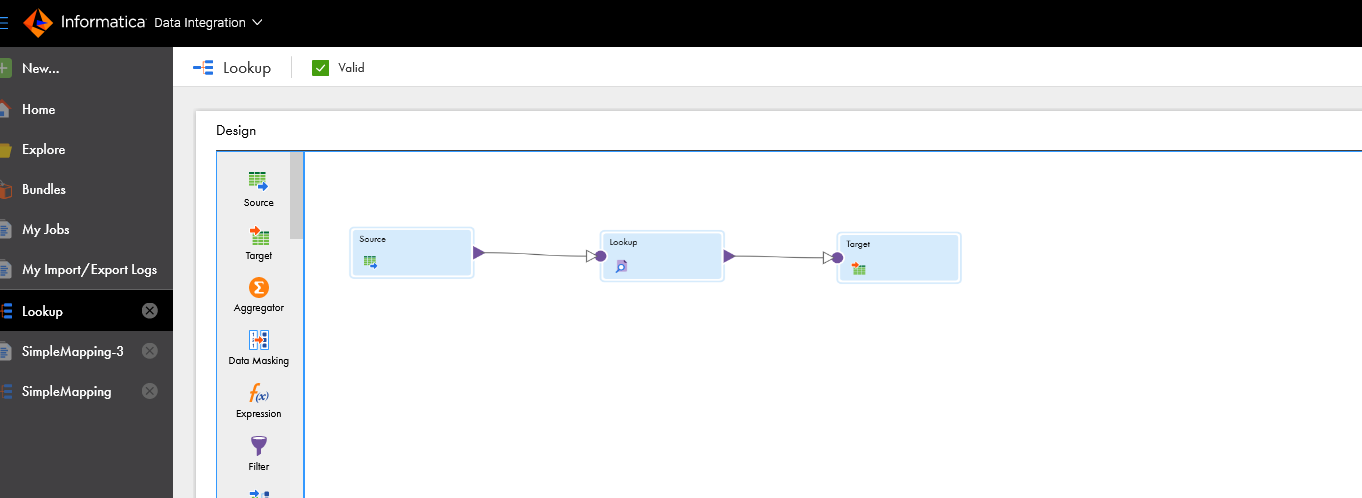 Informatica Data Integration
New...
Home
Explore
Bundles
My Jobs
My Import/Export Logs
Lookup
SimpleMapping-3
SimpleMapping
Lookup Valid
Design
Source
Target
Aggregator
Data Masking
Expression
Filter
Source
Lookup
Target